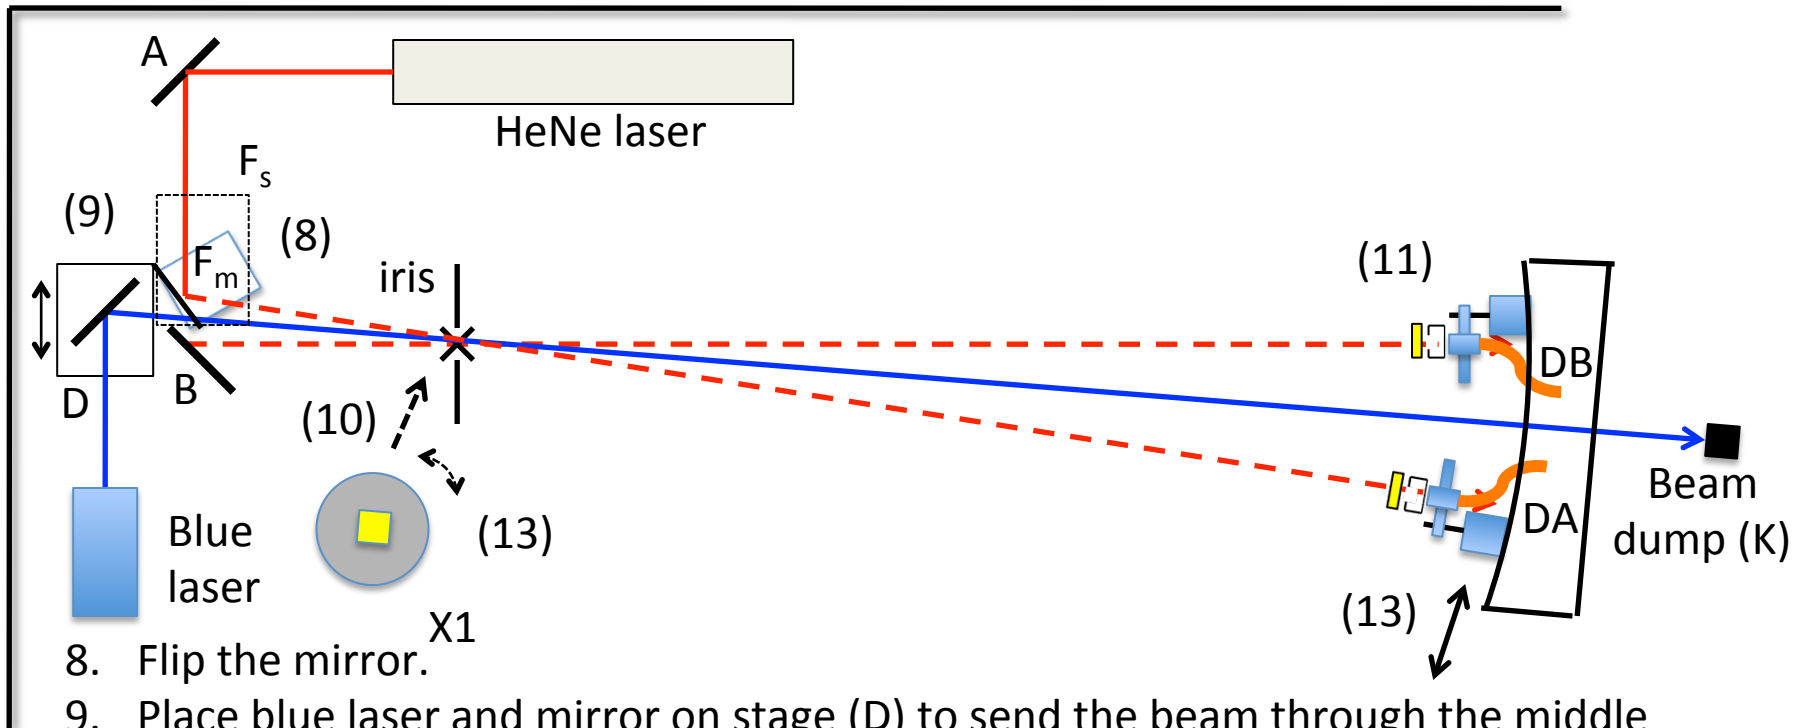 A
HeNe laser
Fs
(9)
(8)
Fm
iris
(11)
D
B
DB
(10)
Beam
dump (K)
DA
Blue
laser
(13)
X1
(13)
8. Flip the mirror.
9. Place blue laser and mirror on stage (D) to send the beam through the middle